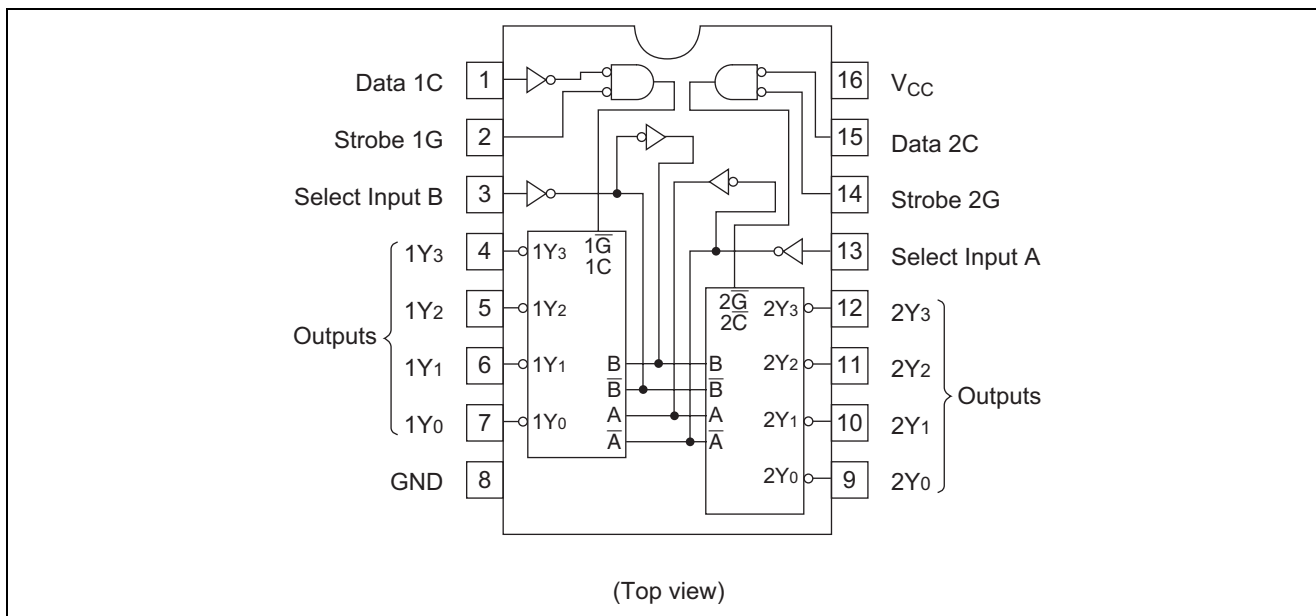 Data 1C 1
Strobe 1G 2
Select Input B 3
1Y3 4
1Y2 5
1Y1 6
1Y0 7
Outputs
GND 8
1Y3
1Y2
1Y1
1Y0
1G̅
1C
B
B̅
A
A̅
2G̅
2C̅
B
B̅
A
A̅
2Y3
2Y2
2Y1
2Y0
16 VCC
15 Data 2C
14 Strobe 2G
13 Select Input A
12 2Y3
11 2Y2
10 2Y1
9 2Y0
Outputs
(Top view)